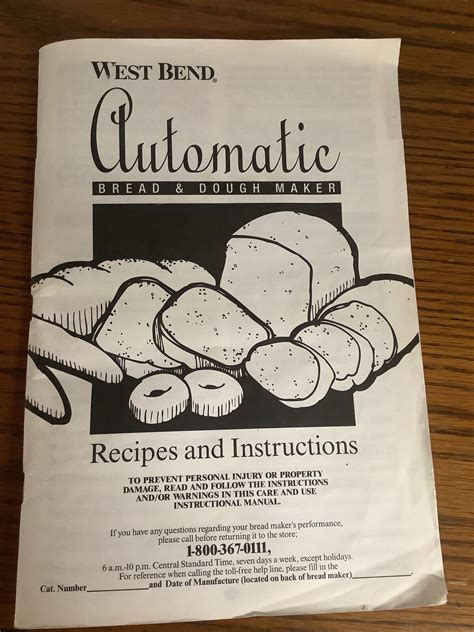 WEST BEND®
Automatic
BREAD & DOUGH MAKER
Recipes and Instructions
TO PREVENT PERSONAL INJURY OR PROPERTY
DAMAGE, READ AND FOLLOW THE INSTRUCTIONS
AND/OR WARNINGS IN THIS CARE AND USE
INSTRUCTIONAL MANUAL.
If you have any questions regarding your bread maker's performance,
please call before returning it to the store;
1-800-367-0111,
6 a.m.-10 p.m. Central Standard Time, seven days a week, except holidays.
For reference when calling the toll-free help line, please fill in the
Cat. Number__________and Date of Manufacture (located on back of bread maker)__________